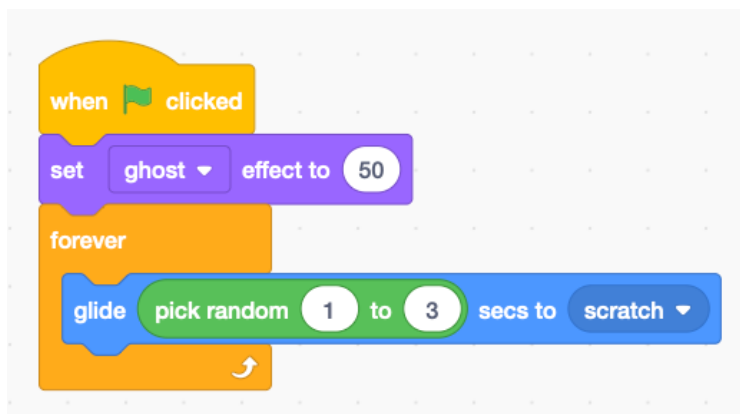 when clicked
set ghost effect to 50
forever
glide pick random 1 to 3 secs to scratch